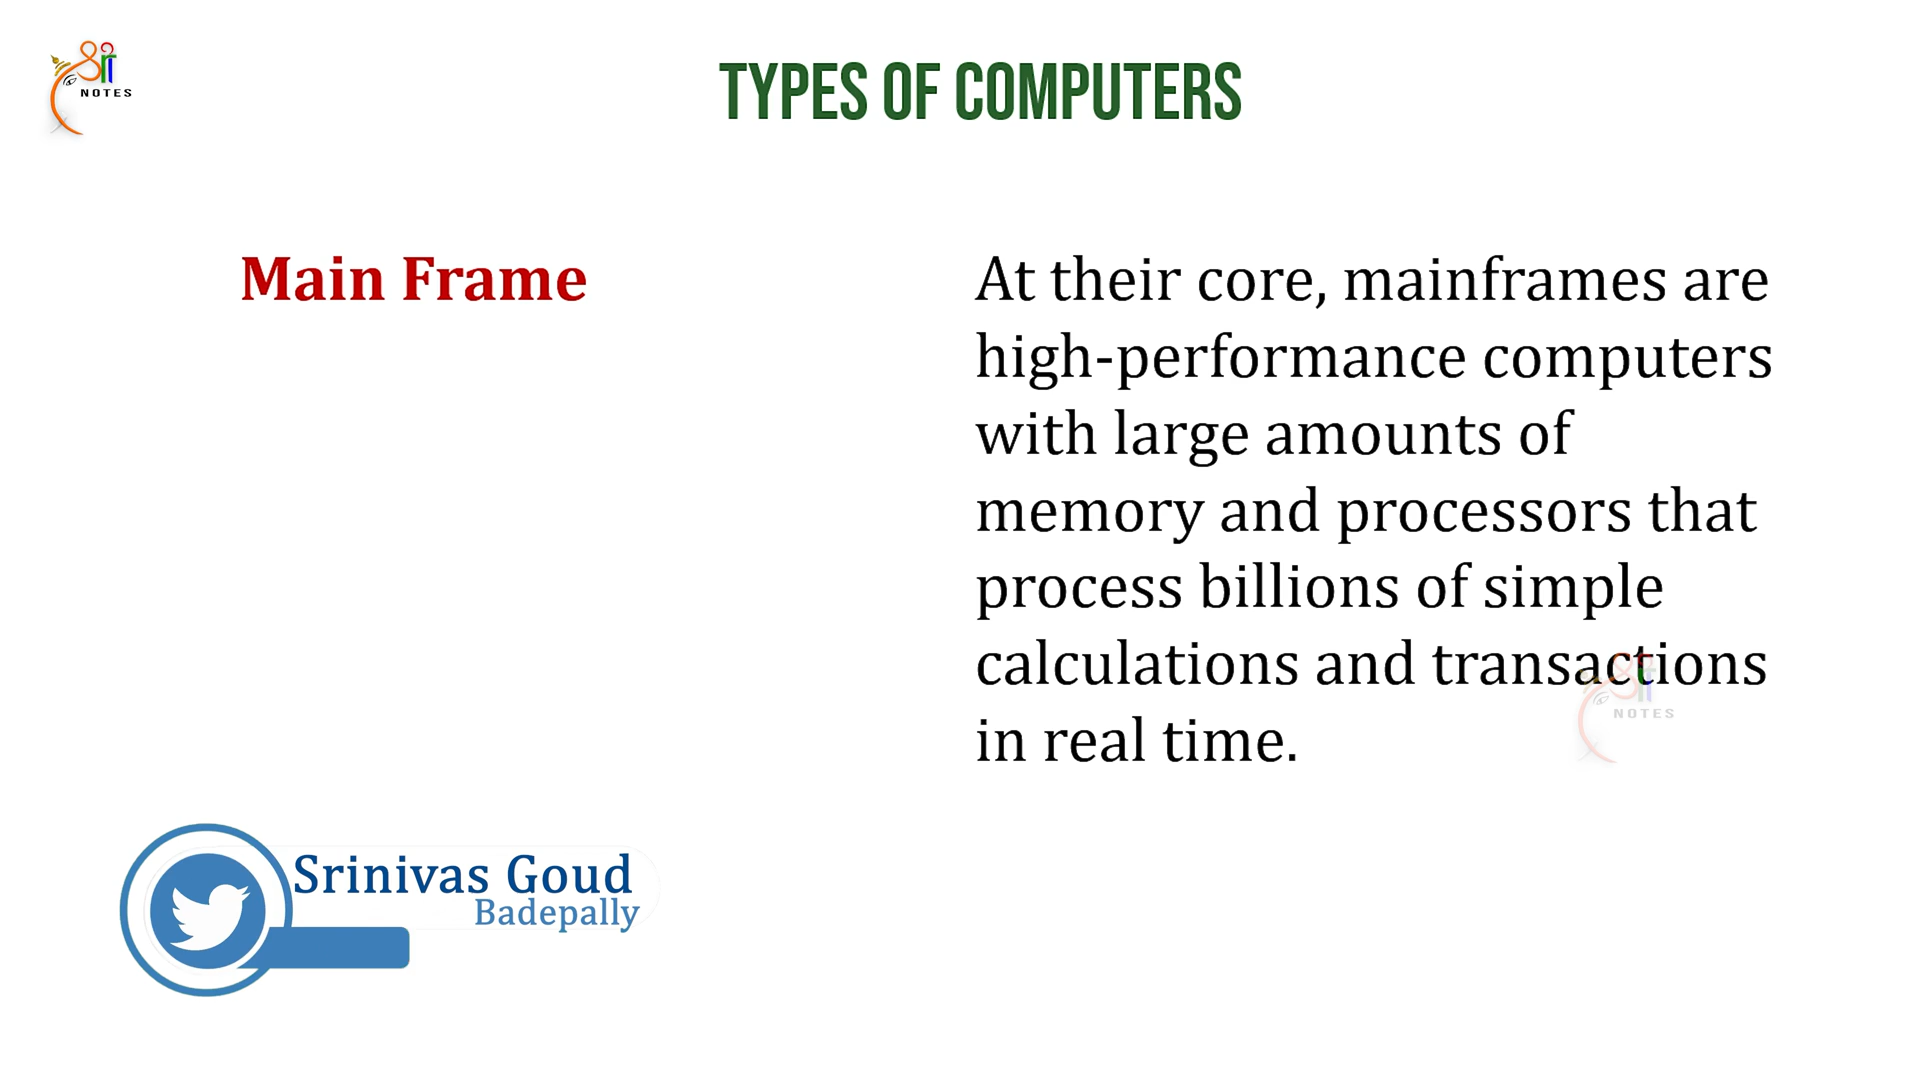 श्री
NOTES
TYPES OF COMPUTERS
Main Frame
At their core, mainframes are
high-performance computers
with large amounts of
memory and processors that
process billions of simple
calculations and transactions
in real time.
श्री
NOTES
Srinivas Goud
Badepally